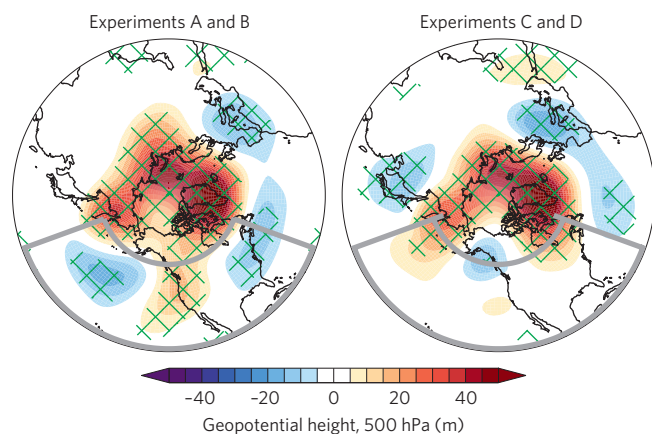 Experiments A and B
Experiments C and D
−40 −20 0 20 40
Geopotential height, 500 hPa (m)